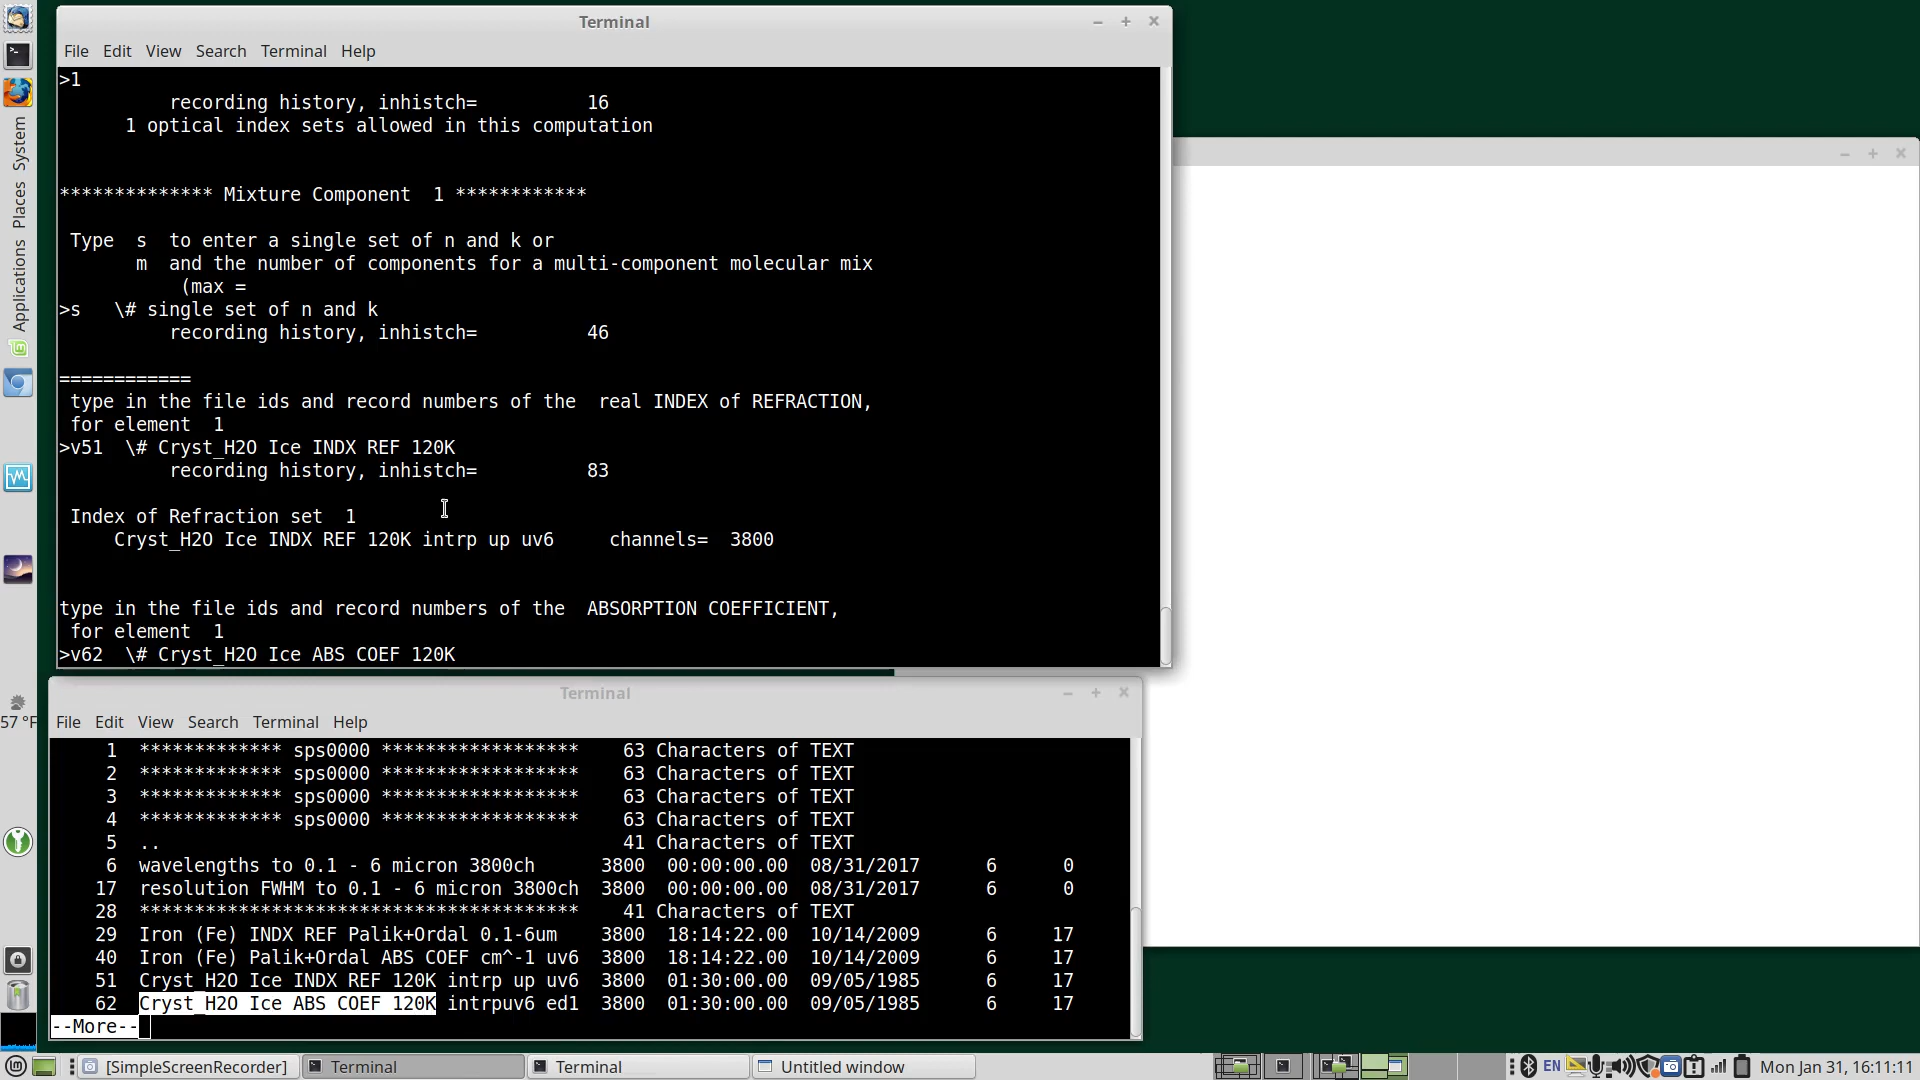 Terminal
File Edit View Search Terminal Help
>1
recording history, inhistch= 16
1 optical index sets allowed in this computation
************** Mixture Component 1 ************
Type s to enter a single set of n and k or
m and the number of components for a multi-component molecular mix
(max =
>s \# single set of n and k
recording history, inhistch= 46
============
type in the file ids and record numbers of the real INDEX of REFRACTION,
for element 1
>v51 \# Cryst_H2O Ice INDX REF 120K
recording history, inhistch= 83
Index of Refraction set 1
Cryst_H2O Ice INDX REF 120K intrp up uv6 channels= 3800
type in the file ids and record numbers of the ABSORPTION COEFFICIENT,
for element 1
>v62 \# Cryst_H2O Ice ABS COEF 120K
Terminal
File Edit View Search Terminal Help
1 ************* sps0000 ****************** 63 Characters of TEXT
2 ************* sps0000 ****************** 63 Characters of TEXT
3 ************* sps0000 ****************** 63 Characters of TEXT
4 ************* sps0000 ****************** 63 Characters of TEXT
5 .. 41 Characters of TEXT
6 wavelengths to 0.1 - 6 micron 3800ch 3800 00:00:00.00 08/31/2017 6 0
17 resolution FWHM to 0.1 - 6 micron 3800ch 3800 00:00:00.00 08/31/2017 6 0
28 **************************************** 41 Characters of TEXT
29 Iron (Fe) INDX REF Palik+Ordal 0.1-6um 3800 18:14:22.00 10/14/2009 6 17
40 Iron (Fe) Palik+Ordal ABS COEF cm^-1 uv6 3800 18:14:22.00 10/14/2009 6 17
51 Cryst_H2O Ice INDX REF 120K intrp up uv6 3800 01:30:00.00 09/05/1985 6 17
62 Cryst_H2O Ice ABS COEF 120K intrpuv6 ed1 3800 01:30:00.00 09/05/1985 6 17
--More--
Applications Places System
57 °F
[SimpleScreenRecorder] Terminal Terminal Untitled window EN Mon Jan 31, 16:11:11